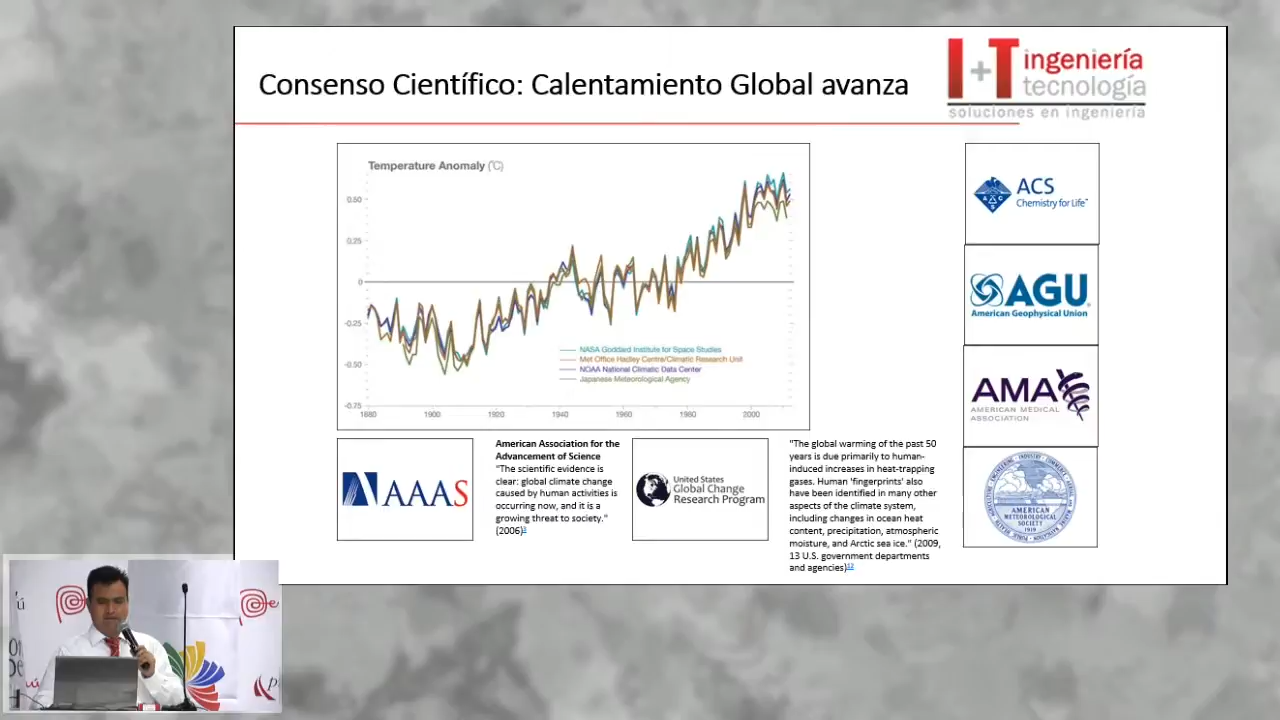 Consenso Científico: Calentamiento Global avanza
I+T ingeniería
tecnología
soluciones en ingeniería
Temperature Anomaly (°C)
0.50
0.25
0
-0.25
-0.50
-0.75
1880 1900 1920 1940 1960 1980 2000
NASA Goddard Institute for Space Studies
Met Office Hadley Centre/Climatic Research Unit
NOAA National Climatic Data Center
Japanese Meteorological Agency
ACS
Chemistry for Life™
AGU
American Geophysical Union
AMA
AMERICAN MEDICAL
ASSOCIATION
AMERICAN
METEOROLOGICAL
SOCIETY
1919
AAAS
American Association for the
Advancement of Science
"The scientific evidence is
clear: global climate change
caused by human activities is
occurring now, and it is a
growing threat to society."
(2006)
United States
Global Change
Research Program
"The global warming of the past 50
years is due primarily to human-
induced increases in heat-trapping
gases. Human 'fingerprints' also
have been identified in many other
aspects of the climate system,
including changes in ocean heat
content, precipitation, atmospheric
moisture, and Arctic sea ice." (2009,
13 U.S. government departments
and agencies)